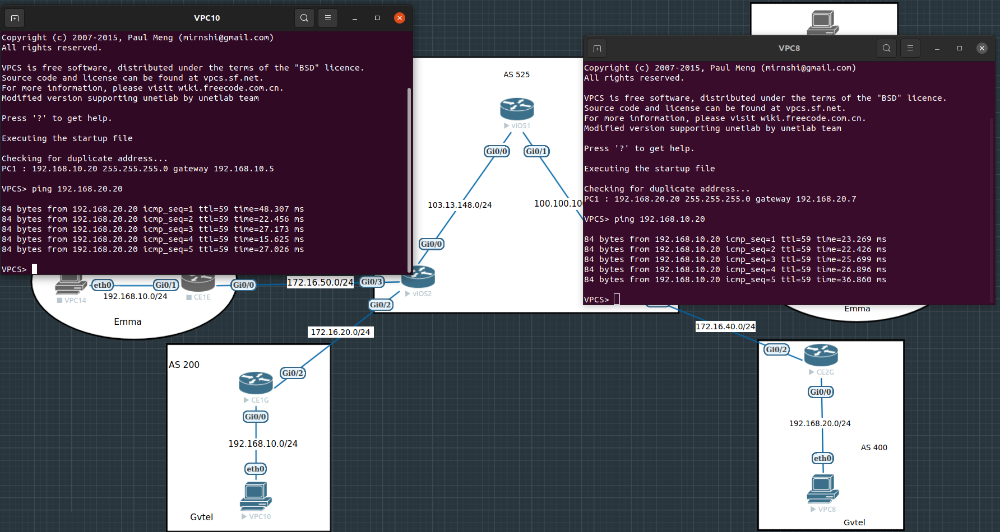 VPC10
Copyright (c) 2007-2015, Paul Meng (mirnshi@gmail.com)
All rights reserved.
VPCS is free software, distributed under the terms of the "BSD" licence.
Source code and license can be found at vpcs.sf.net.
For more information, please visit wiki.freecode.com.cn.
Modified version supporting unetlab by unetlab team
Press '?' to get help.
Executing the startup file
Checking for duplicate address...
PC1 : 192.168.10.20 255.255.255.0 gateway 192.168.10.5
VPCS> ping 192.168.20.20
84 bytes from 192.168.20.20 icmp_seq=1 ttl=59 time=48.307 ms
84 bytes from 192.168.20.20 icmp_seq=2 ttl=59 time=22.456 ms
84 bytes from 192.168.20.20 icmp_seq=3 ttl=59 time=27.173 ms
84 bytes from 192.168.20.20 icmp_seq=4 ttl=59 time=15.625 ms
84 bytes from 192.168.20.20 icmp_seq=5 ttl=59 time=27.026 ms
VPCS>
VPC8
Copyright (c) 2007-2015, Paul Meng (mirnshi@gmail.com)
All rights reserved.
VPCS is free software, distributed under the terms of the "BSD" licence.
Source code and license can be found at vpcs.sf.net.
For more information, please visit wiki.freecode.com.cn.
Modified version supporting unetlab by unetlab team
Press '?' to get help.
Executing the startup file
Checking for duplicate address...
PC1 : 192.168.20.20 255.255.255.0 gateway 192.168.20.7
VPCS> ping 192.168.10.20
84 bytes from 192.168.10.20 icmp_seq=1 ttl=59 time=23.269 ms
84 bytes from 192.168.10.20 icmp_seq=2 ttl=59 time=22.426 ms
84 bytes from 192.168.10.20 icmp_seq=3 ttl=59 time=25.699 ms
84 bytes from 192.168.10.20 icmp_seq=4 ttl=59 time=26.896 ms
84 bytes from 192.168.10.20 icmp_seq=5 ttl=59 time=36.860 ms
VPCS>
AS 525
vIOS1
Gi0/0
Gi0/1
103.13.148.0/24
100.100.10
Gi0/0
vIOS2
Gi0/3
Gi0/2
172.16.50.0/24
eth0
Gi0/1
Gi0/0
192.168.10.0/24
VPC14
CE1E
Emma
172.16.20.0/24
AS 200
Gi0/2
CE1G
Gi0/0
192.168.10.0/24
eth0
VPC10
Gvtel
Emma
172.16.40.0/24
Gi0/2
CE2G
Gi0/0
192.168.20.0/24
AS 400
eth0
VPC8
Gvtel